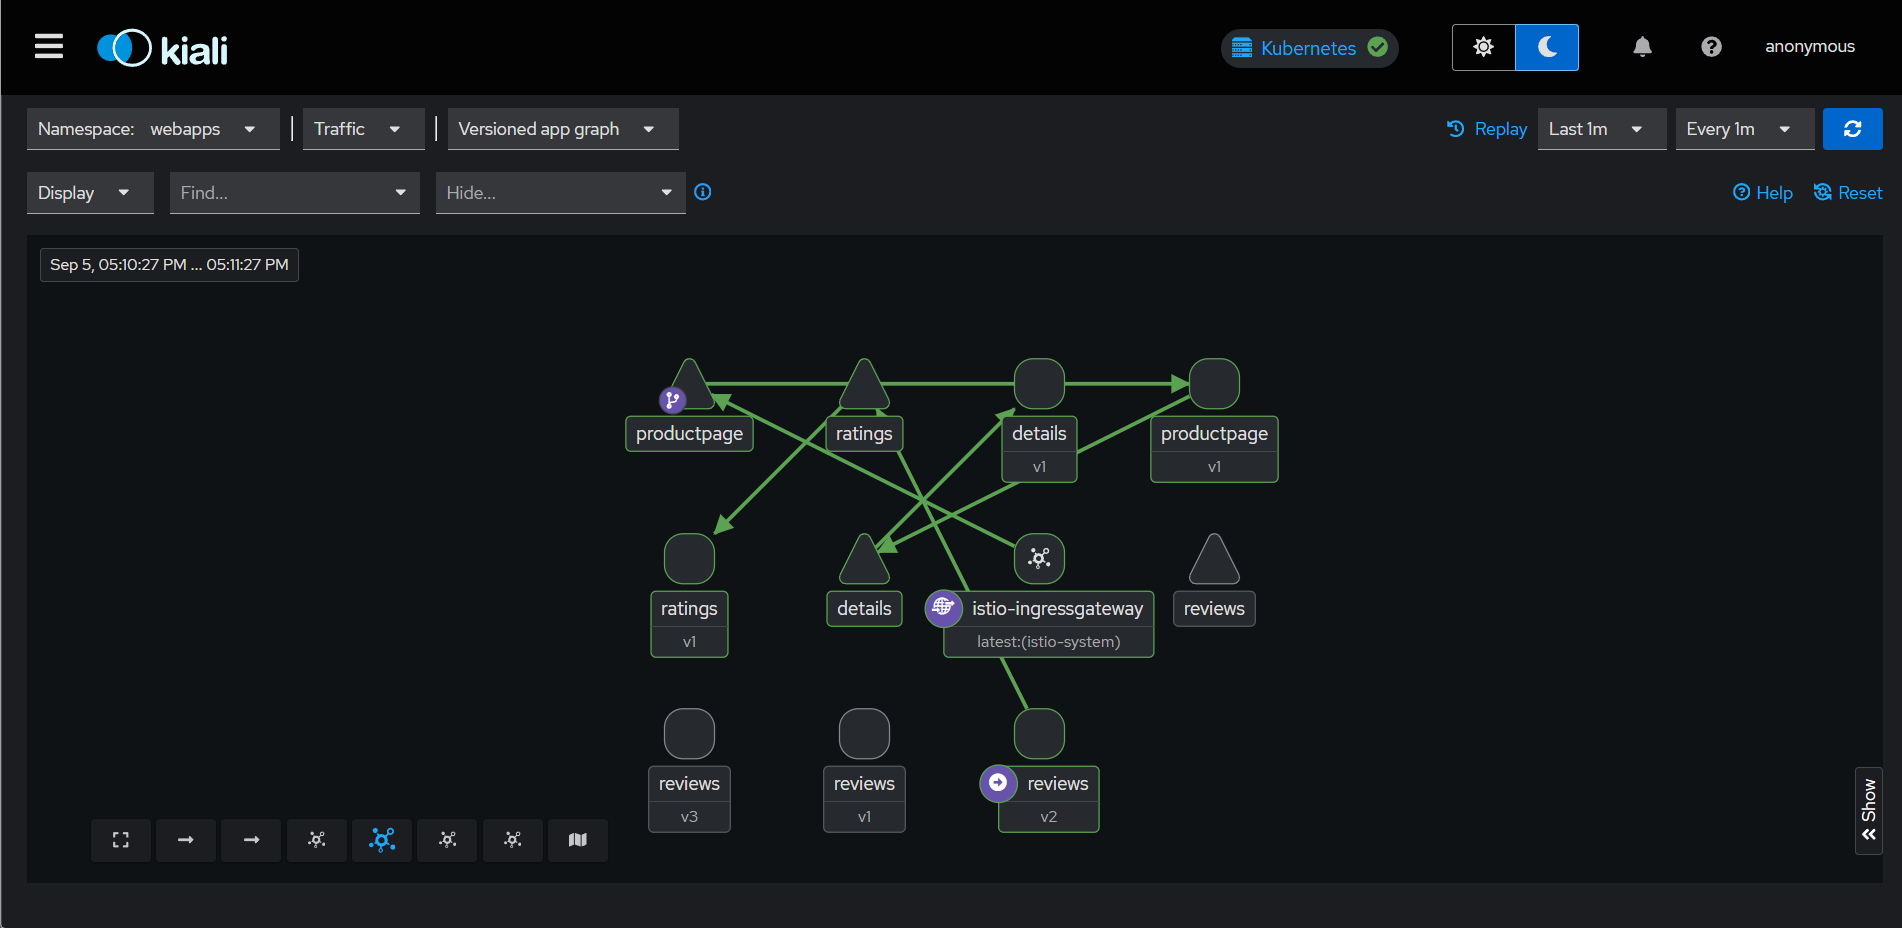 kiali
Kubernetes
anonymous
Namespace: webapps
Traffic
Versioned app graph
Replay
Last 1m
Every 1m
Display
Find...
Hide...
Help
Reset
Sep 5, 05:10:27 PM ... 05:11:27 PM
productpage
ratings
details
v1
productpage
v1
ratings
v1
details
istio-ingressgateway
latest:(istio-system)
reviews
reviews
v3
reviews
v1
reviews
v2
Show